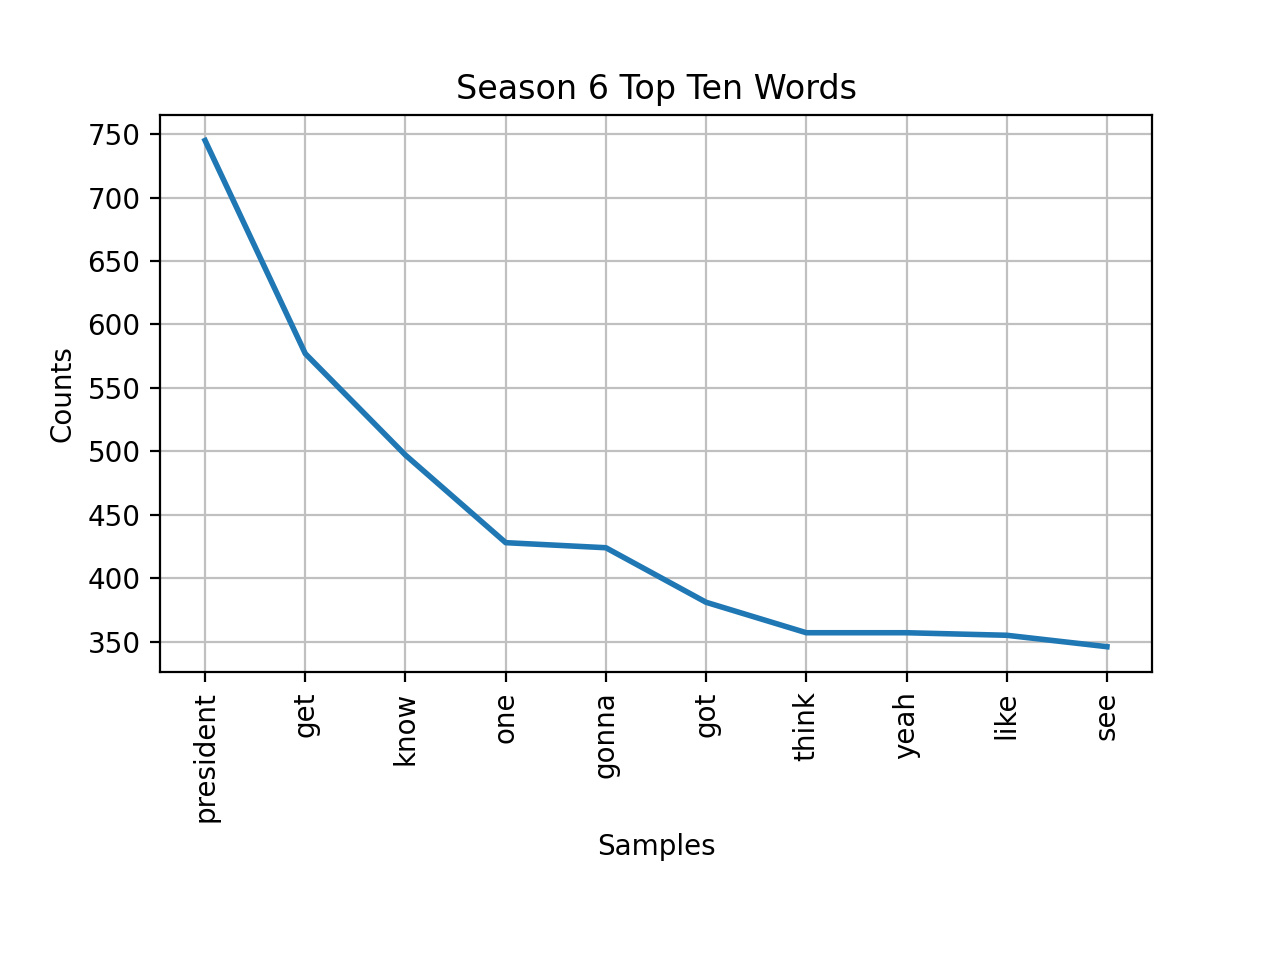 Season 6 Top Ten Words
Counts
750
700
650
600
550
500
450
400
350
president
get
know
one
gonna
got
think
yeah
like
see
Samples